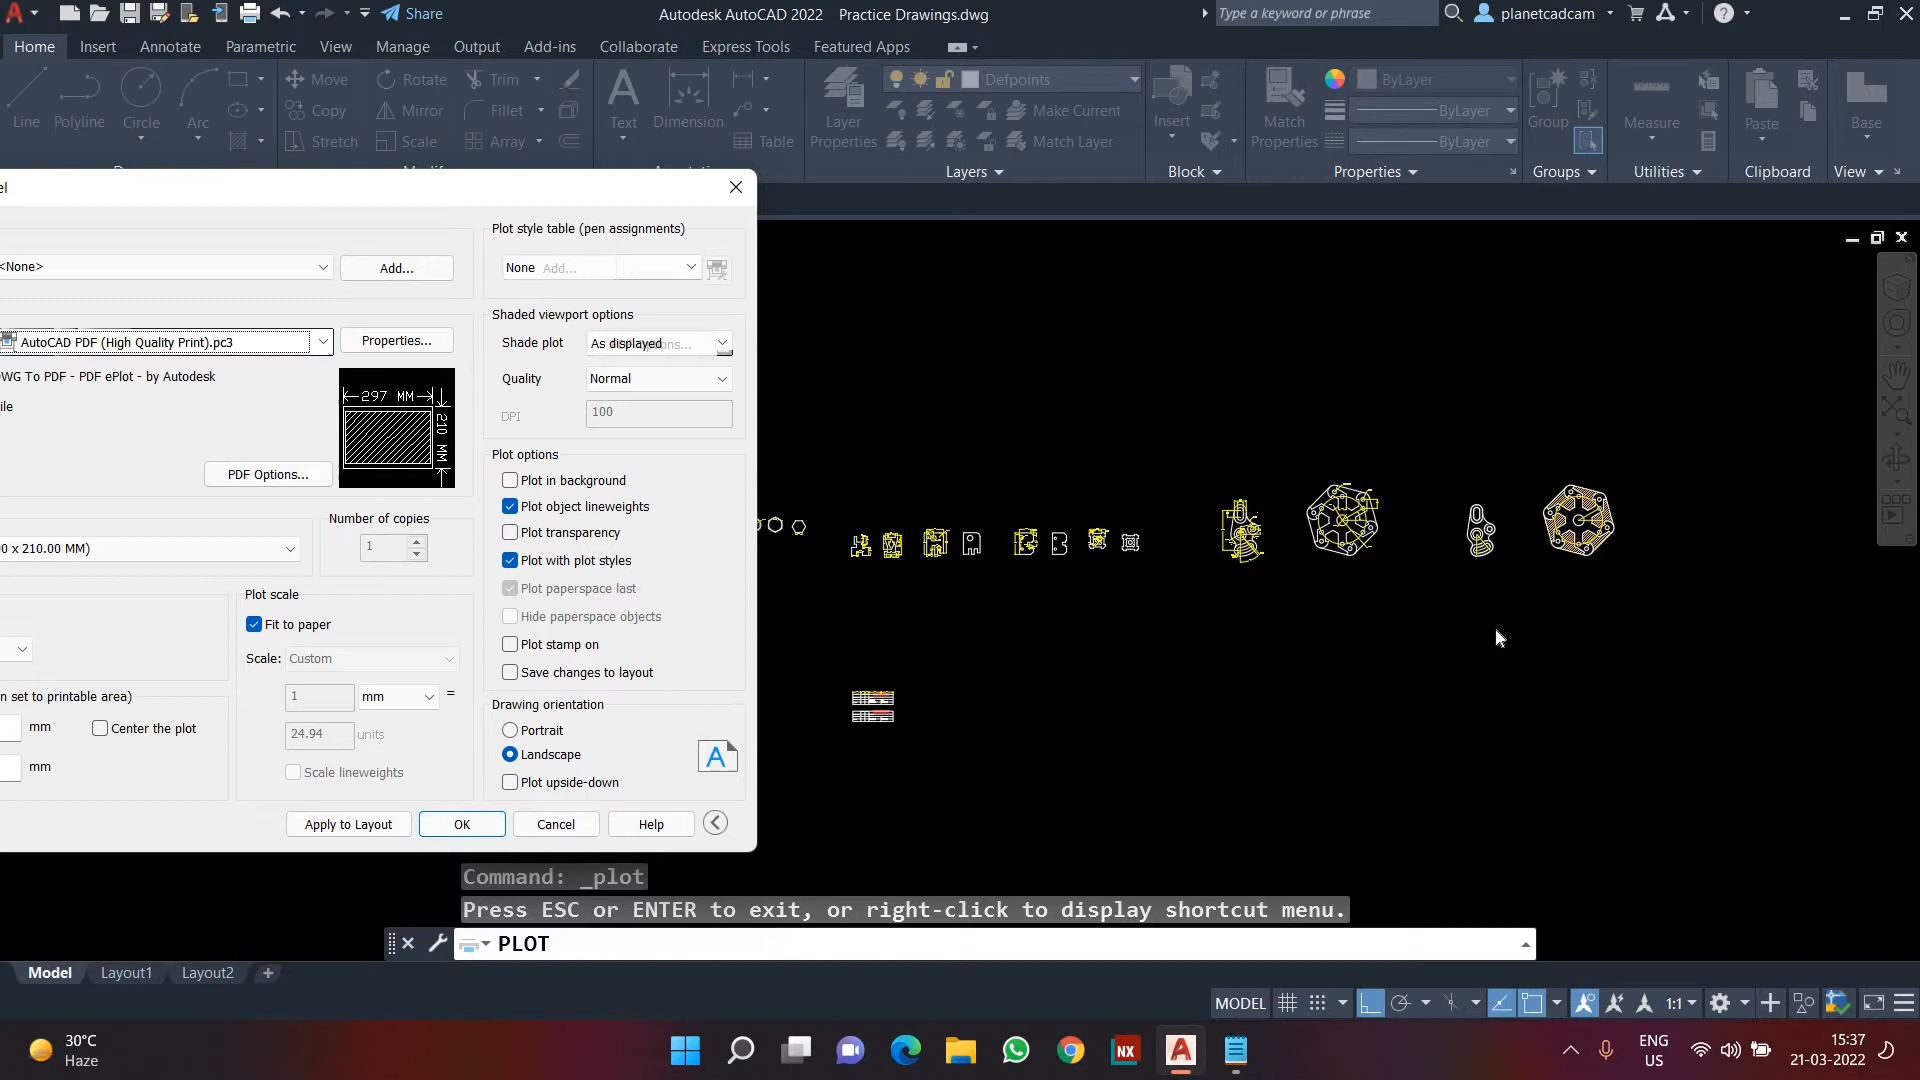 Share
Autodesk AutoCAD 2022 Practice Drawings.dwg
Type a keyword or phrase
planetcadcam
Home Insert Annotate Parametric View Manage Output Add-ins Collaborate Express Tools Featured Apps
Line Polyline Circle Arc
Move Rotate Trim
Copy Mirror Fillet
Stretch Scale Array
Text Dimension Table
Layer Properties
Defpoints
Make Current
Match Layer
Insert
Match Properties
ByLayer
ByLayer
ByLayer
Group Measure Paste Base
Layers Block Properties Groups Utilities Clipboard View
<None>
Add...
AutoCAD PDF (High Quality Print).pc3
Properties...
WG To PDF - PDF ePlot - by Autodesk
ile
297 MM
210 MM
PDF Options...
0 x 210.00 MM)
Number of copies
1
Plot scale
Fit to paper
Scale: Custom
1 mm =
24.94 units
Scale lineweights
n set to printable area)
mm Center the plot
mm
Plot style table (pen assignments)
None Add...
Shaded viewport options
Shade plot As displayed
Quality Normal
DPI 100
Plot options
Plot in background
Plot object lineweights
Plot transparency
Plot with plot styles
Plot paperspace last
Hide paperspace objects
Plot stamp on
Save changes to layout
Drawing orientation
Portrait
Landscape
Plot upside-down
A
Apply to Layout OK Cancel Help
Command: _plot
Press ESC or ENTER to exit, or right-click to display shortcut menu.
PLOT
Model Layout1 Layout2 +
MODEL 1:1
30°C
Haze
NX
ENG
US
15:37
21-03-2022